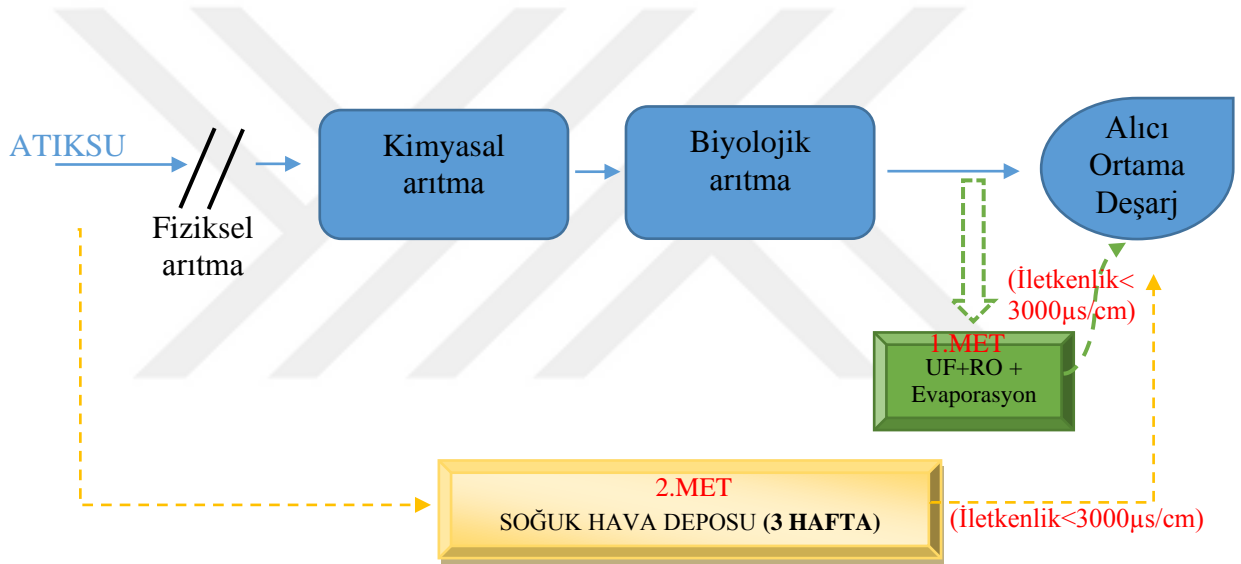 ATIKSU
Fiziksel
arıtma
Kimyasal
arıtma
Biyolojik
arıtma
Alıcı
Ortama
Deşarj
(İletkenlik<
3000µs/cm)
1.MET
UF+RO +
Evaporasyon
2.MET
SOĞUK HAVA DEPOSU (3 HAFTA)
(İletkenlik<3000µs/cm)